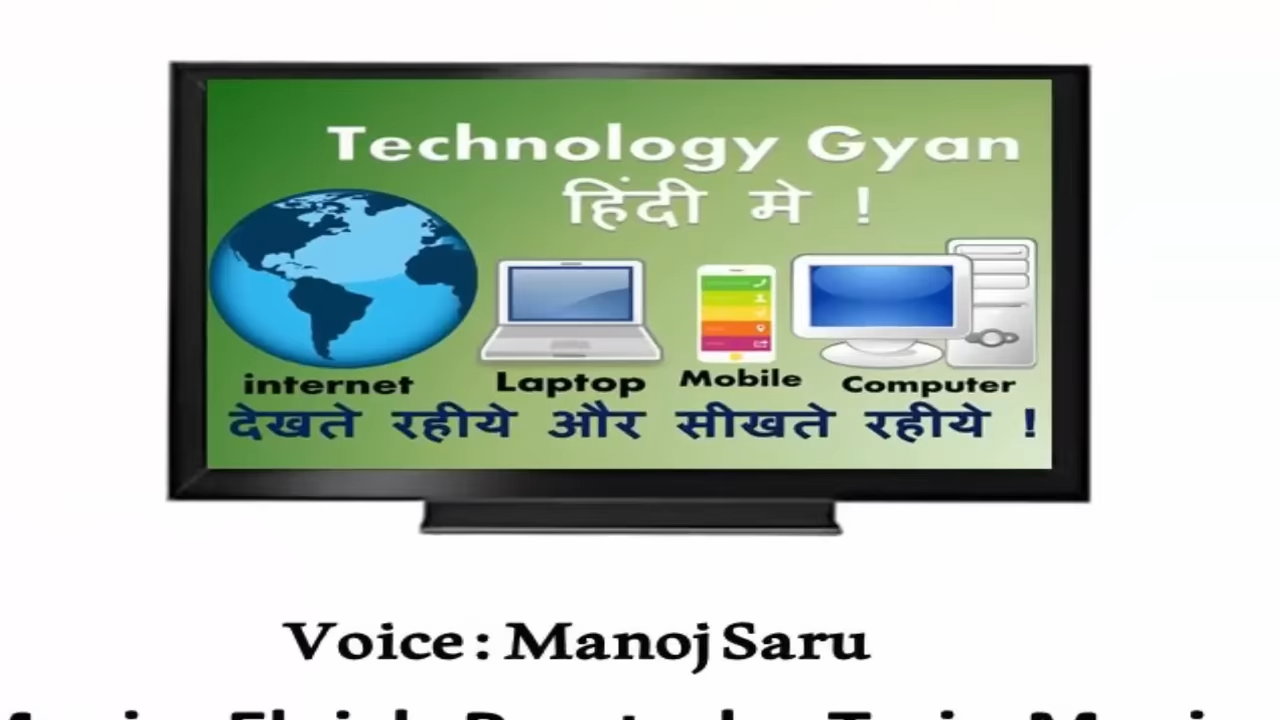 Technology Gyan
हिंदी मे !
internet Laptop Mobile Computer
देखते रहीये और सीखते रहीये !
Voice : Manoj Saru